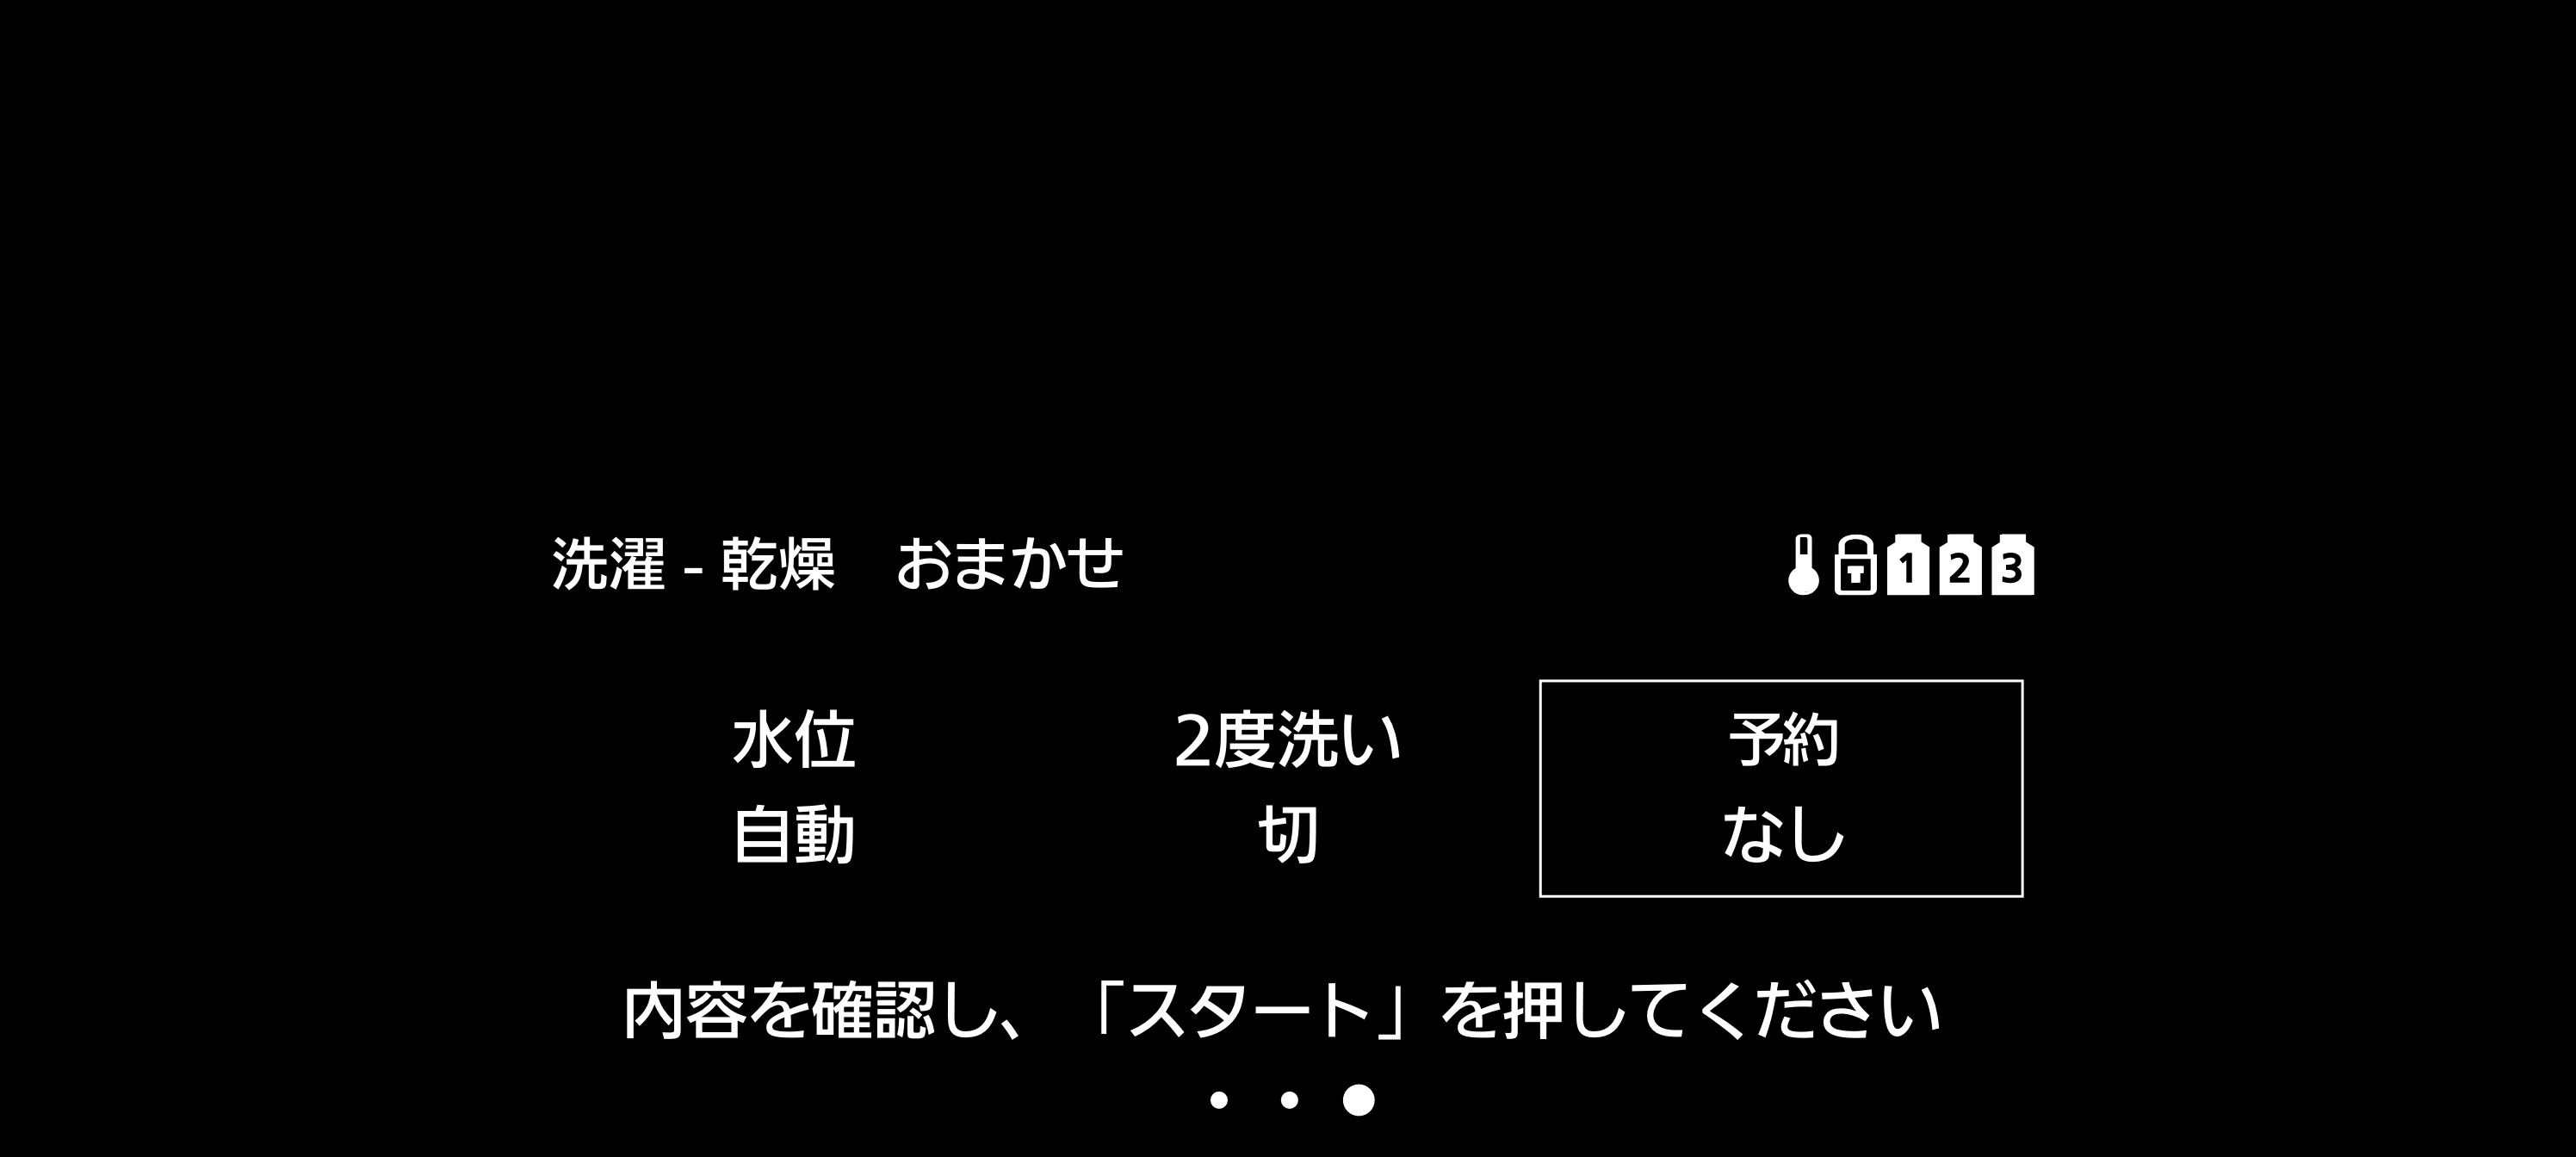 洗濯 - 乾燥　おまかせ
1 2 3
水位 2度洗い 予約
自動 切 なし
内容を確認し、「スタート」を押してください